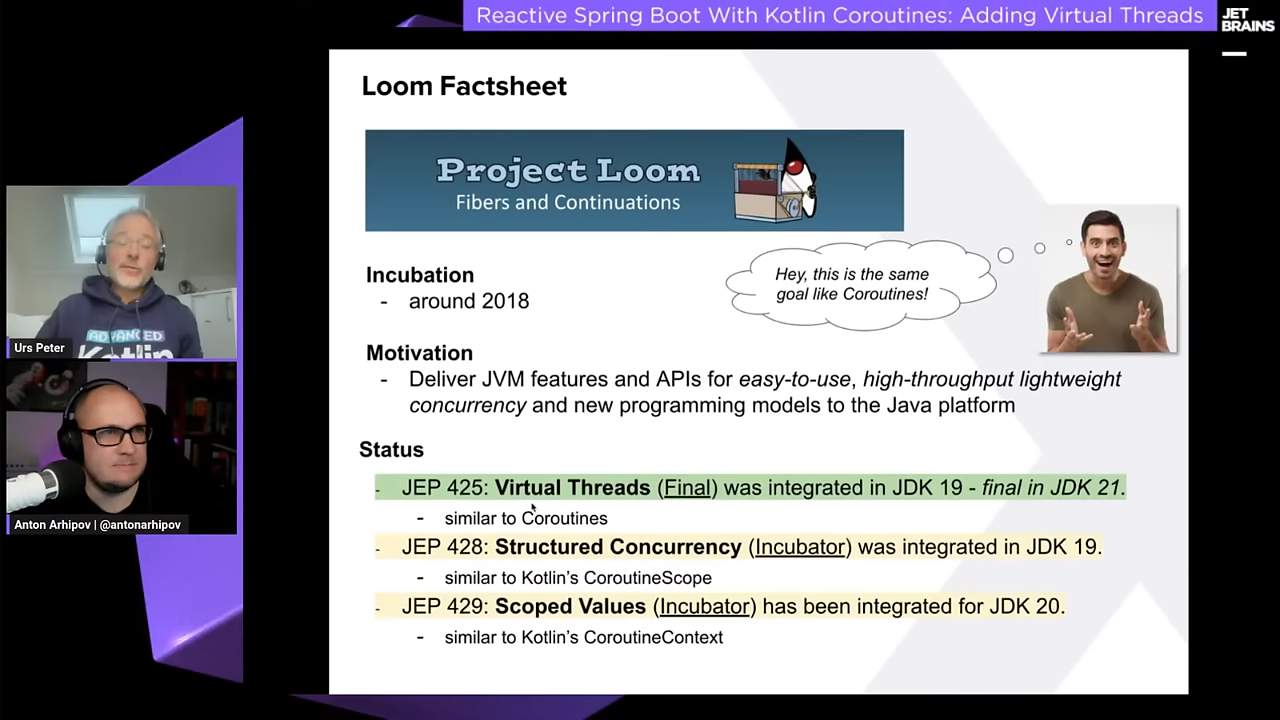 Reactive Spring Boot With Kotlin Coroutines: Adding Virtual Threads
JET
BRAINS
Loom Factsheet
Project Loom
Fibers and Continuations
Incubation
- around 2018
Hey, this is the same
goal like Coroutines!
Motivation
- Deliver JVM features and APIs for easy-to-use, high-throughput lightweight
concurrency and new programming models to the Java platform
Status
- JEP 425: Virtual Threads (Final) was integrated in JDK 19 - final in JDK 21.
- similar to Coroutines
- JEP 428: Structured Concurrency (Incubator) was integrated in JDK 19.
- similar to Kotlin's CoroutineScope
- JEP 429: Scoped Values (Incubator) has been integrated for JDK 20.
- similar to Kotlin's CoroutineContext
ADVANCED
Kotlin
Urs Peter
Anton Arhipov | @antonarhipov